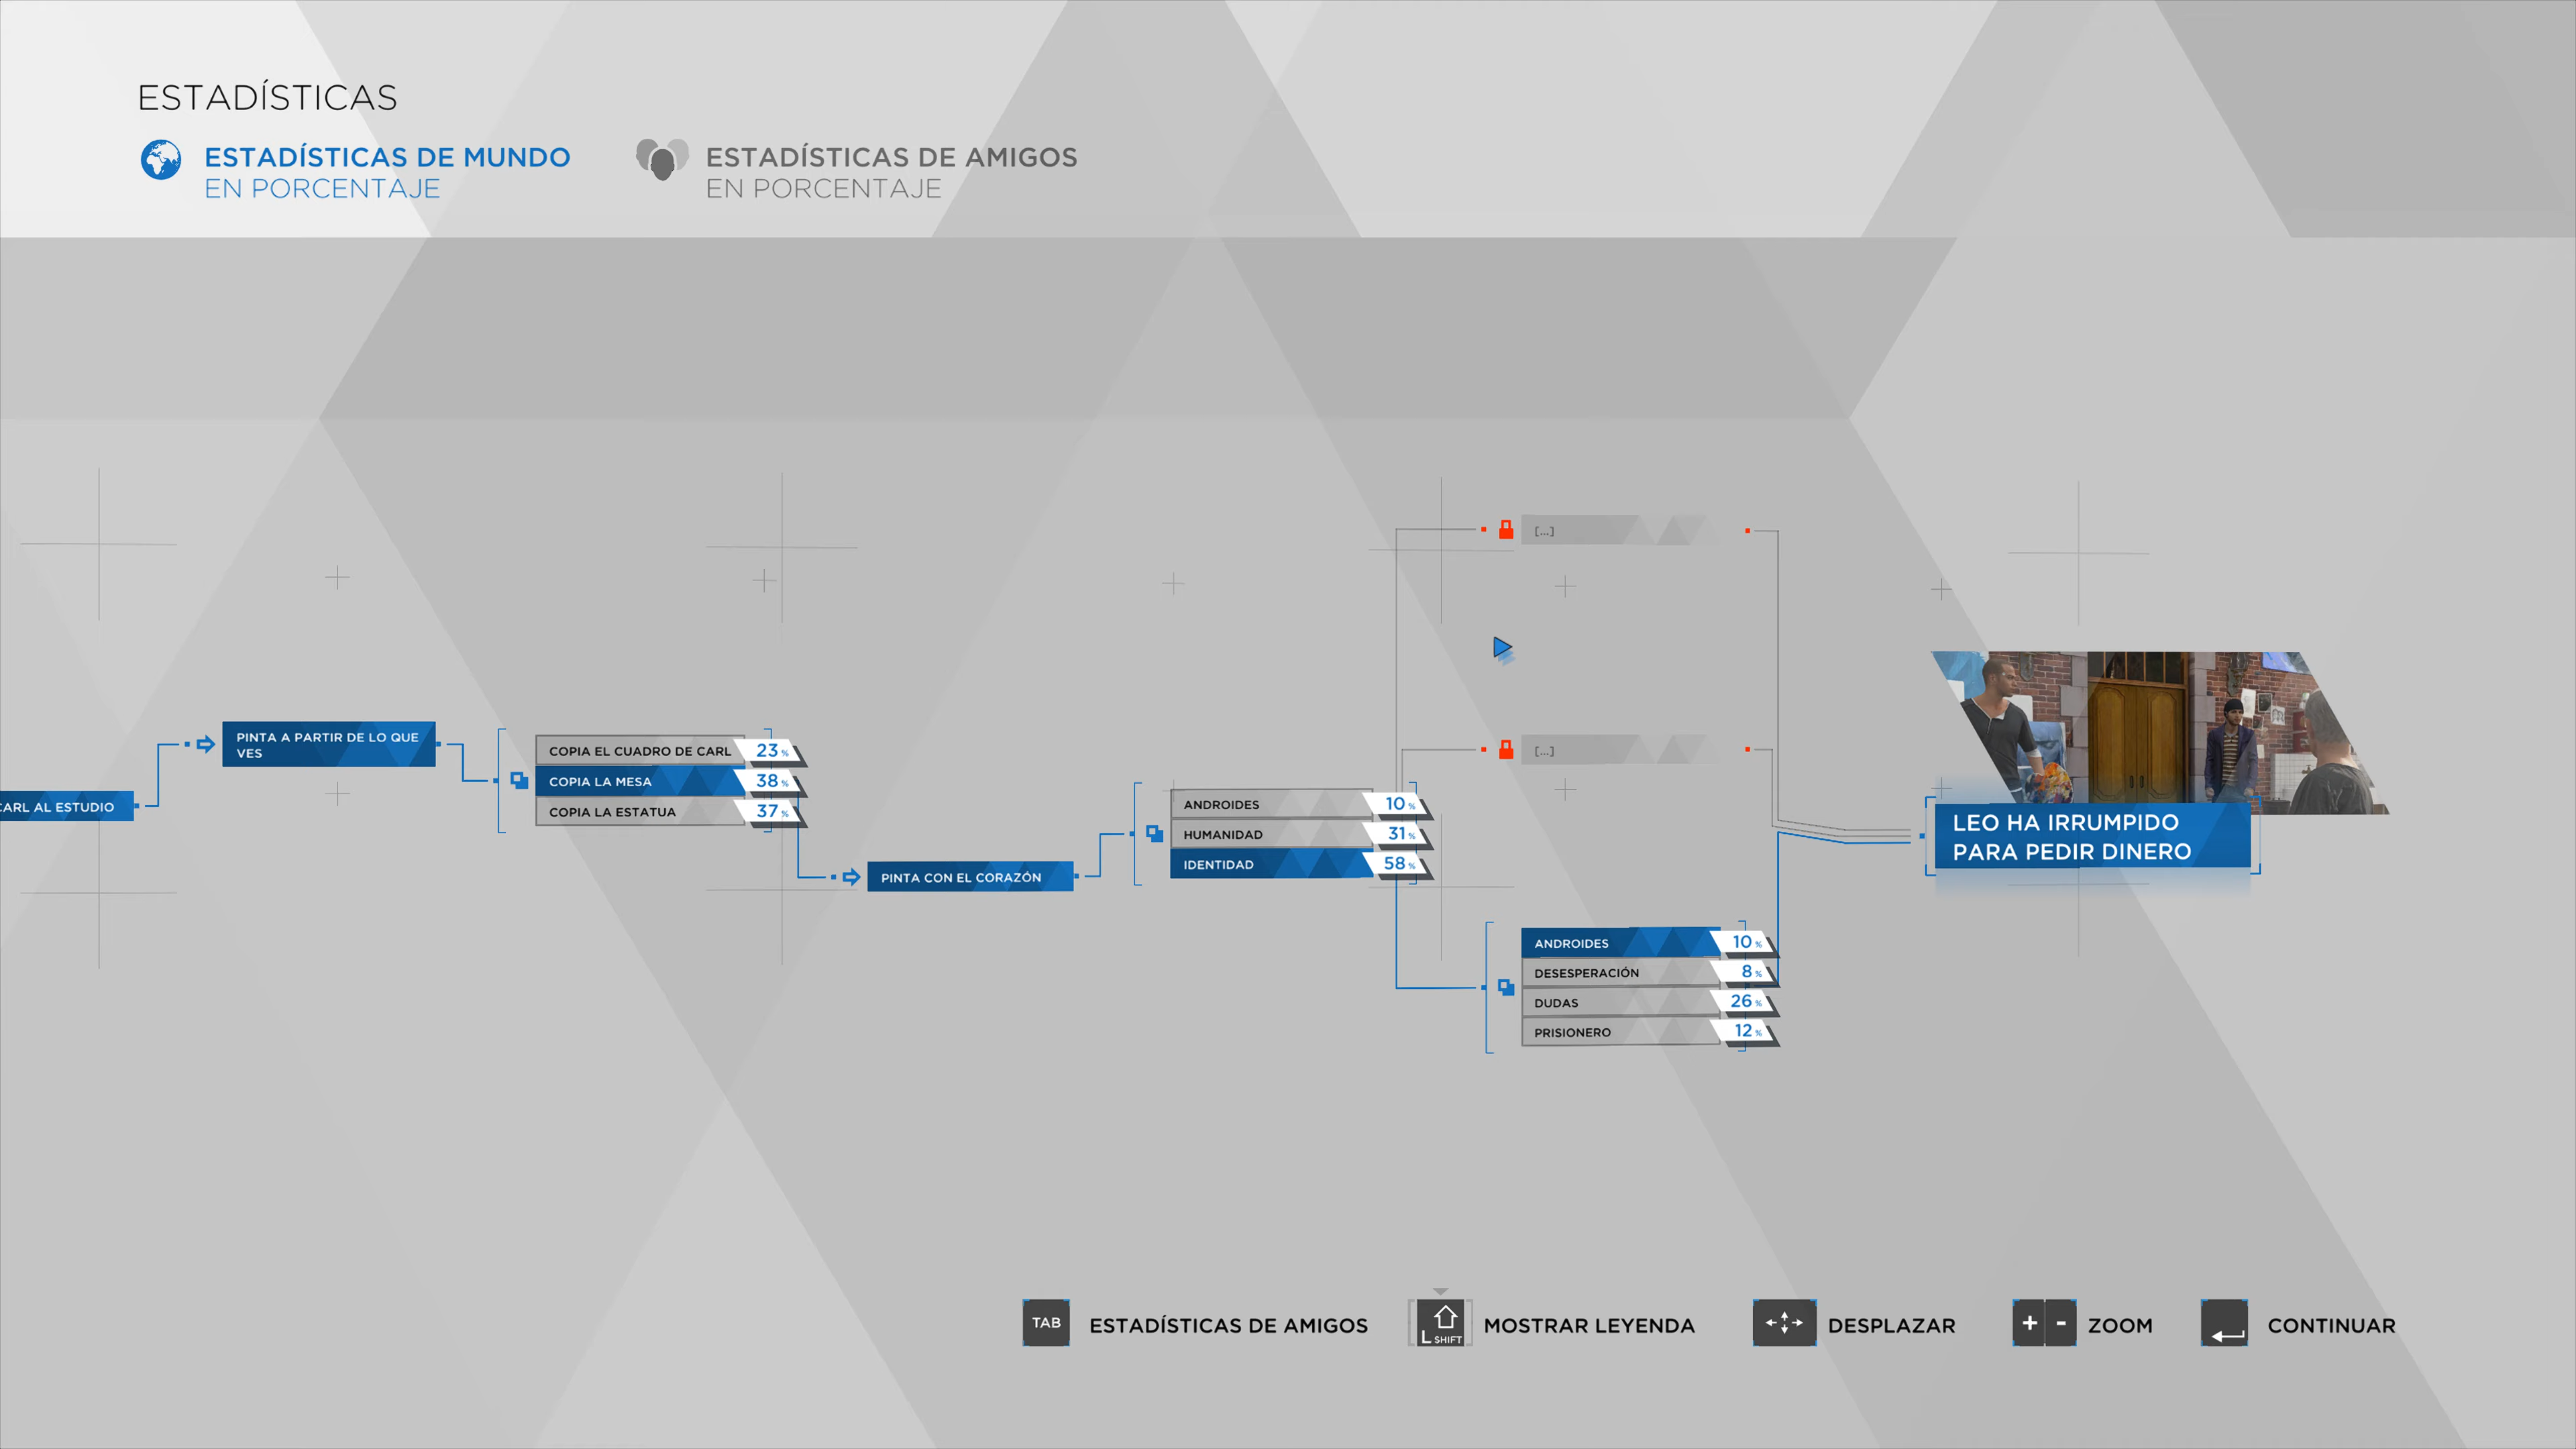 ESTADÍSTICAS
ESTADÍSTICAS DE MUNDO
EN PORCENTAJE
ESTADÍSTICAS DE AMIGOS
EN PORCENTAJE
CARL AL ESTUDIO
PINTA A PARTIR DE LO QUE
VES
COPIA EL CUADRO DE CARL 23%
COPIA LA MESA 38%
COPIA LA ESTATUA 37%
PINTA CON EL CORAZÓN
ANDROIDES 10%
HUMANIDAD 31%
IDENTIDAD 58%
[...]
[...]
ANDROIDES 10%
DESESPERACIÓN 8%
DUDAS 26%
PRISIONERO 12%
LEO HA IRRUMPIDO
PARA PEDIR DINERO
TAB ESTADÍSTICAS DE AMIGOS
L SHIFT MOSTRAR LEYENDA
DESPLAZAR
+ - ZOOM
CONTINUAR